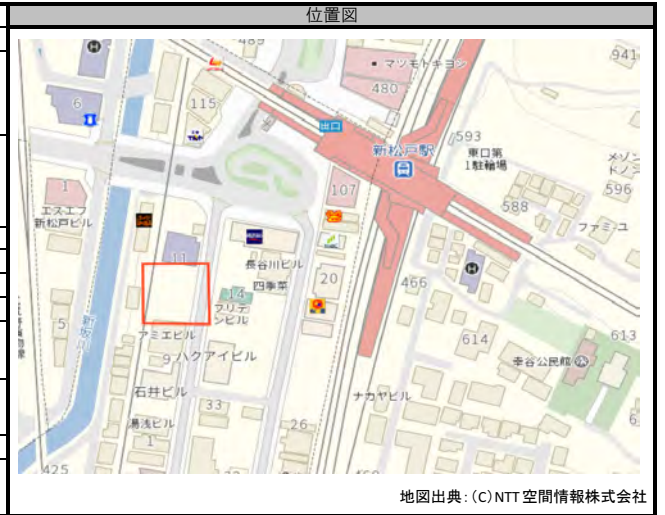 位置図
489
941
マツモトキヨシ
480
6
115
出口
新松戸駅
593
東口第
1駐輪場
メゾン
596
588
ファミーユ
107
1
エスエフ
新松戸ビル
11
長谷川ビル
四季菜
20
14
プリテ
ンビル
466
5
新坂川
アミエビル
9
ハクアイビル
614
613
幸谷公民館
石井ビル
ナカヤビル
33
湯浅ビル
1
26
425
地図出典:(C)NTT空間情報株式会社